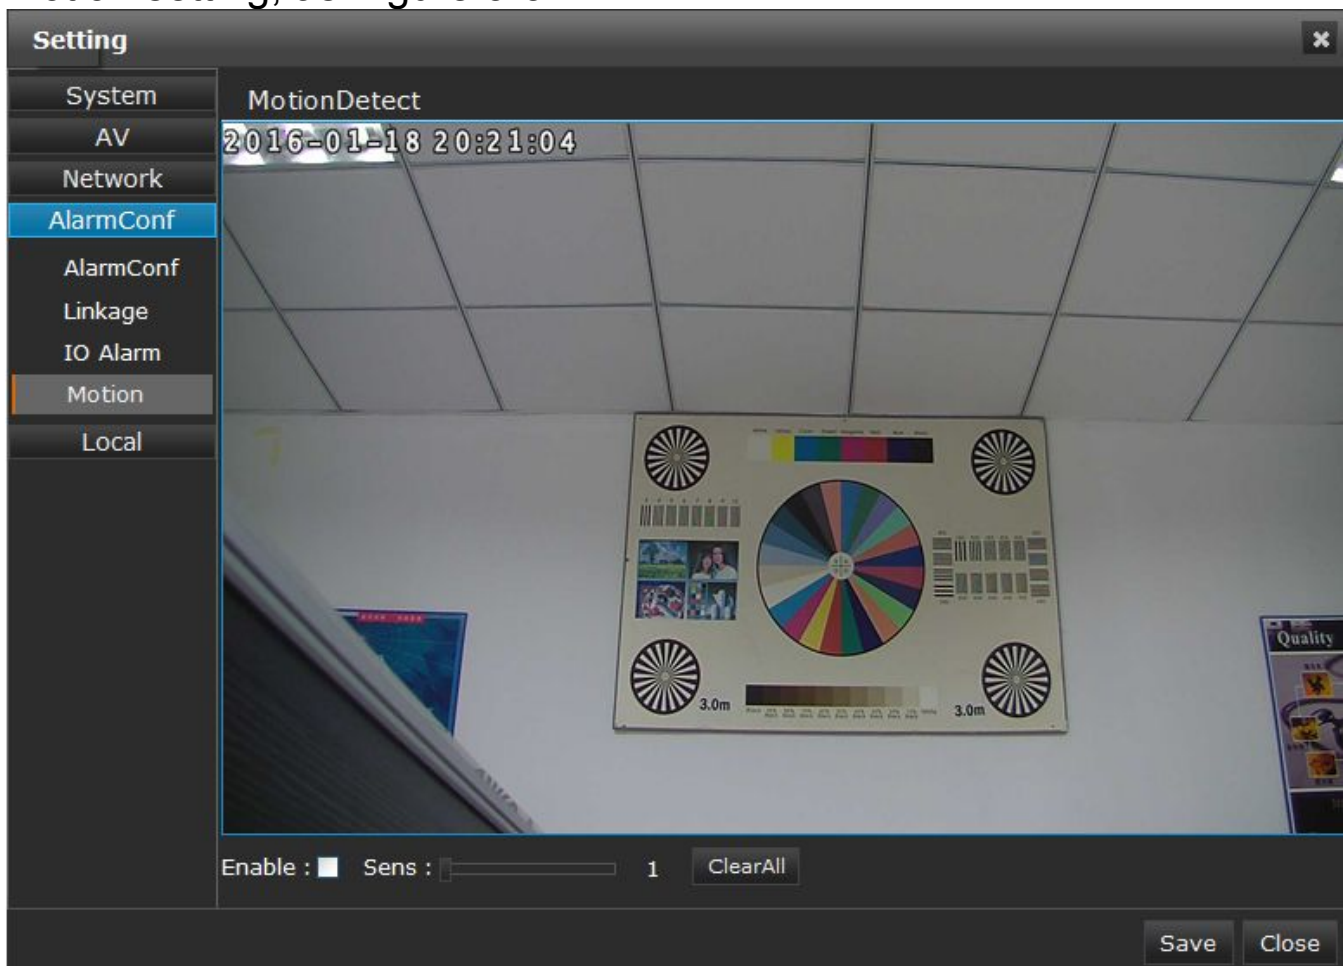 Setting
System
AV
Network
AlarmConf
AlarmConf
Linkage
IO Alarm
Motion
Local
MotionDetect
2016-01-18 20:21:04
3.0m
3.0m
Quality
Enable :
Sens :
1
ClearAll
Save
Close